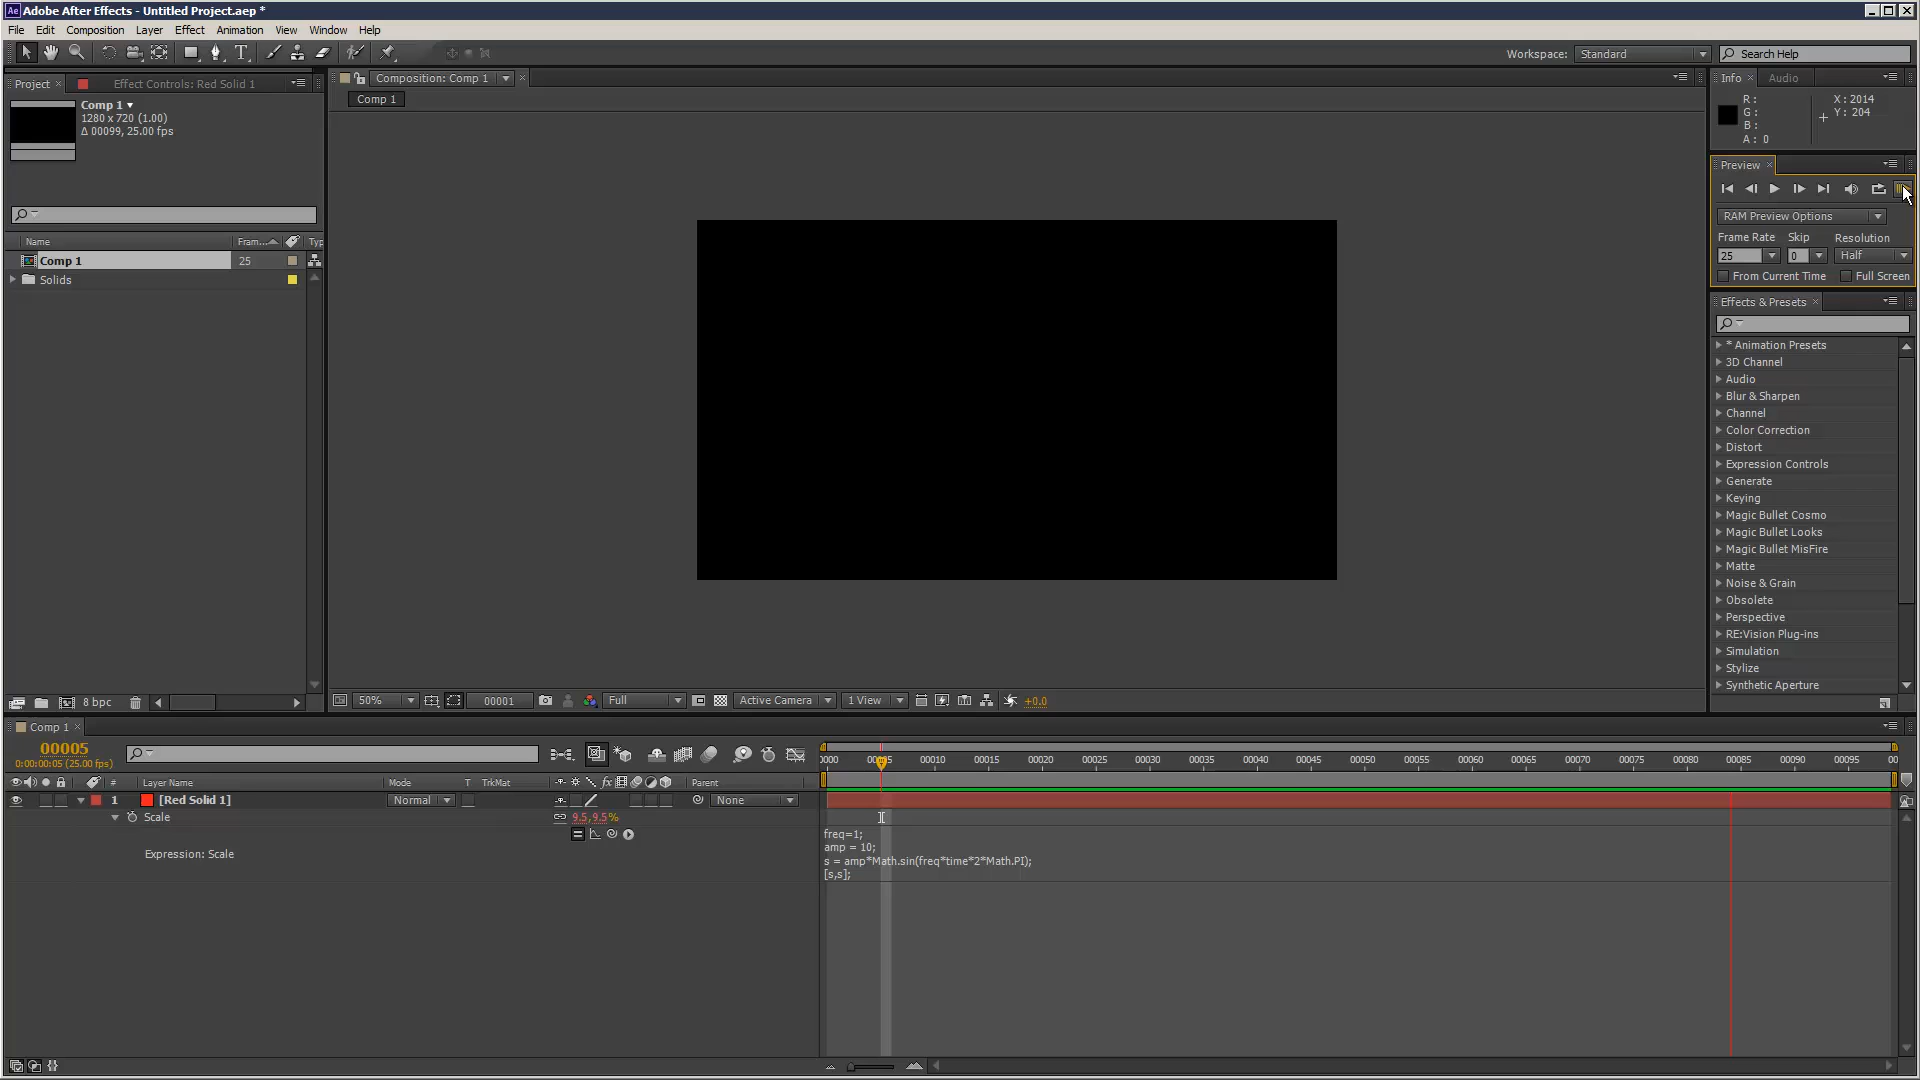 Adobe After Effects - Untitled Project.aep *
File Edit Composition Layer Effect Animation View Window Help
Workspace: Standard Search Help
Project Effect Controls: Red Solid 1
Composition: Comp 1
Info Audio
Comp 1
1280 x 720 (1.00)
Δ 00099, 25.00 fps
Comp 1
R :
G :
B :
A : 0
X : 2014
Y : 204
Preview
RAM Preview Options
Frame Rate Skip Resolution
25 0 Half
From Current Time Full Screen
Name Fram... Typ
Comp 1 25
Solids
Effects & Presets
* Animation Presets
3D Channel
Audio
Blur & Sharpen
Channel
Color Correction
Distort
Expression Controls
Generate
Keying
Magic Bullet Cosmo
Magic Bullet Looks
Magic Bullet MisFire
Matte
Noise & Grain
Obsolete
Perspective
RE:Vision Plug-ins
Simulation
Stylize
Synthetic Aperture
8 bpc
50% 00001 Full Active Camera 1 View +0.0
Comp 1
00005
0:00:00:05 (25.00 fps)
0000 00005 00010 00015 00020 00025 00030 00035 00040 00045 00050 00055 00060 00065 00070 00075 00080 00085 00090 00095 00
# Layer Name Mode T TrkMat fx Parent
1 [Red Solid 1] Normal None
Scale 9.5,9.5%
Expression: Scale
freq=1;
amp = 10;
s = amp*Math.sin(freq*time*2*Math.PI);
[s,s];